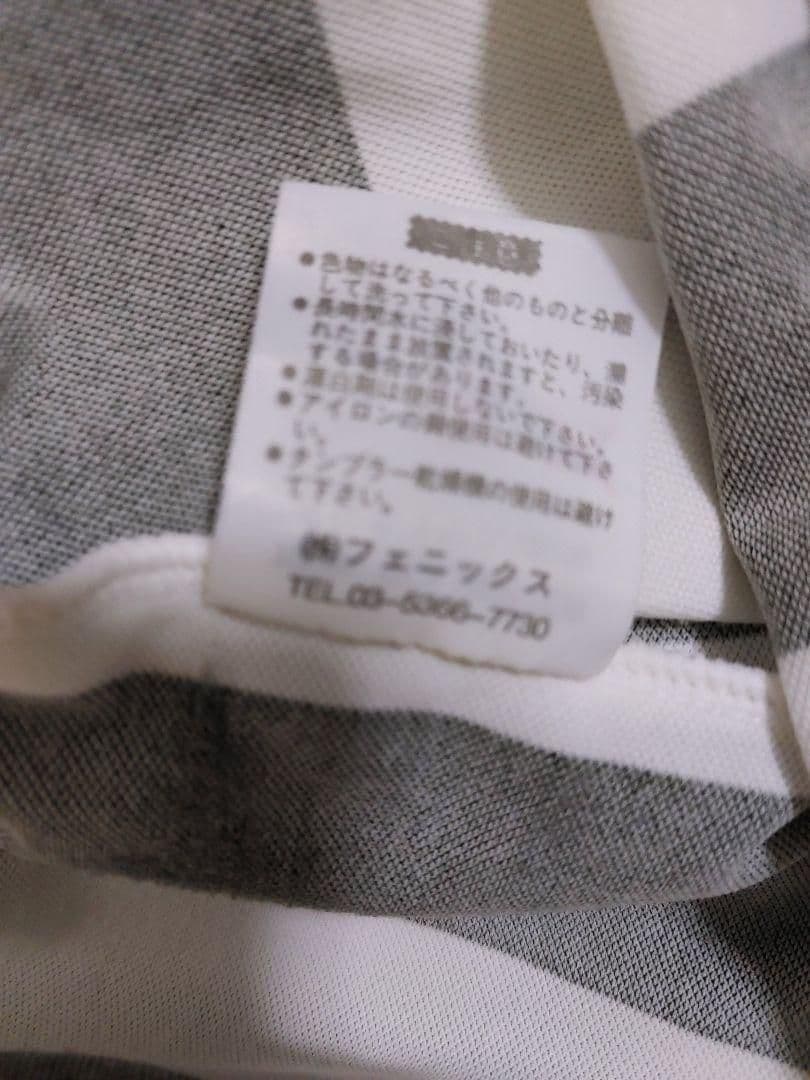 ●色物はなるべく他のものと分離
して洗って下さい。
●長時間水に浸しておいたり、濡
れたまま放置されますと、汚染
する場合があります。
●漂白剤は使用しないで下さい。
●アイロンの 使用は避けて下さ
い。
●タンブラー乾燥機の使用は避け
て下さい。
㈱フェニックス
TEL.03-5366-7730